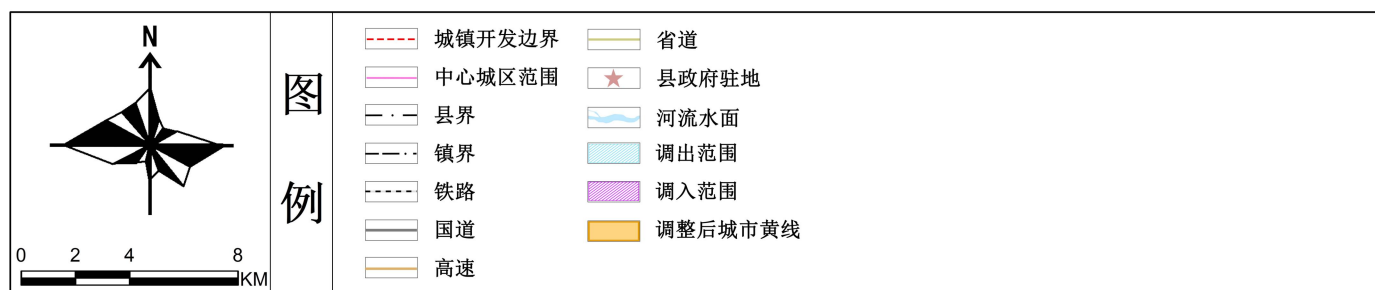 N
0 2 4 8
KM
图例
城镇开发边界
中心城区范围
县界
镇界
铁路
国道
高速
省道
县政府驻地
河流水面
调出范围
调入范围
调整后城市黄线